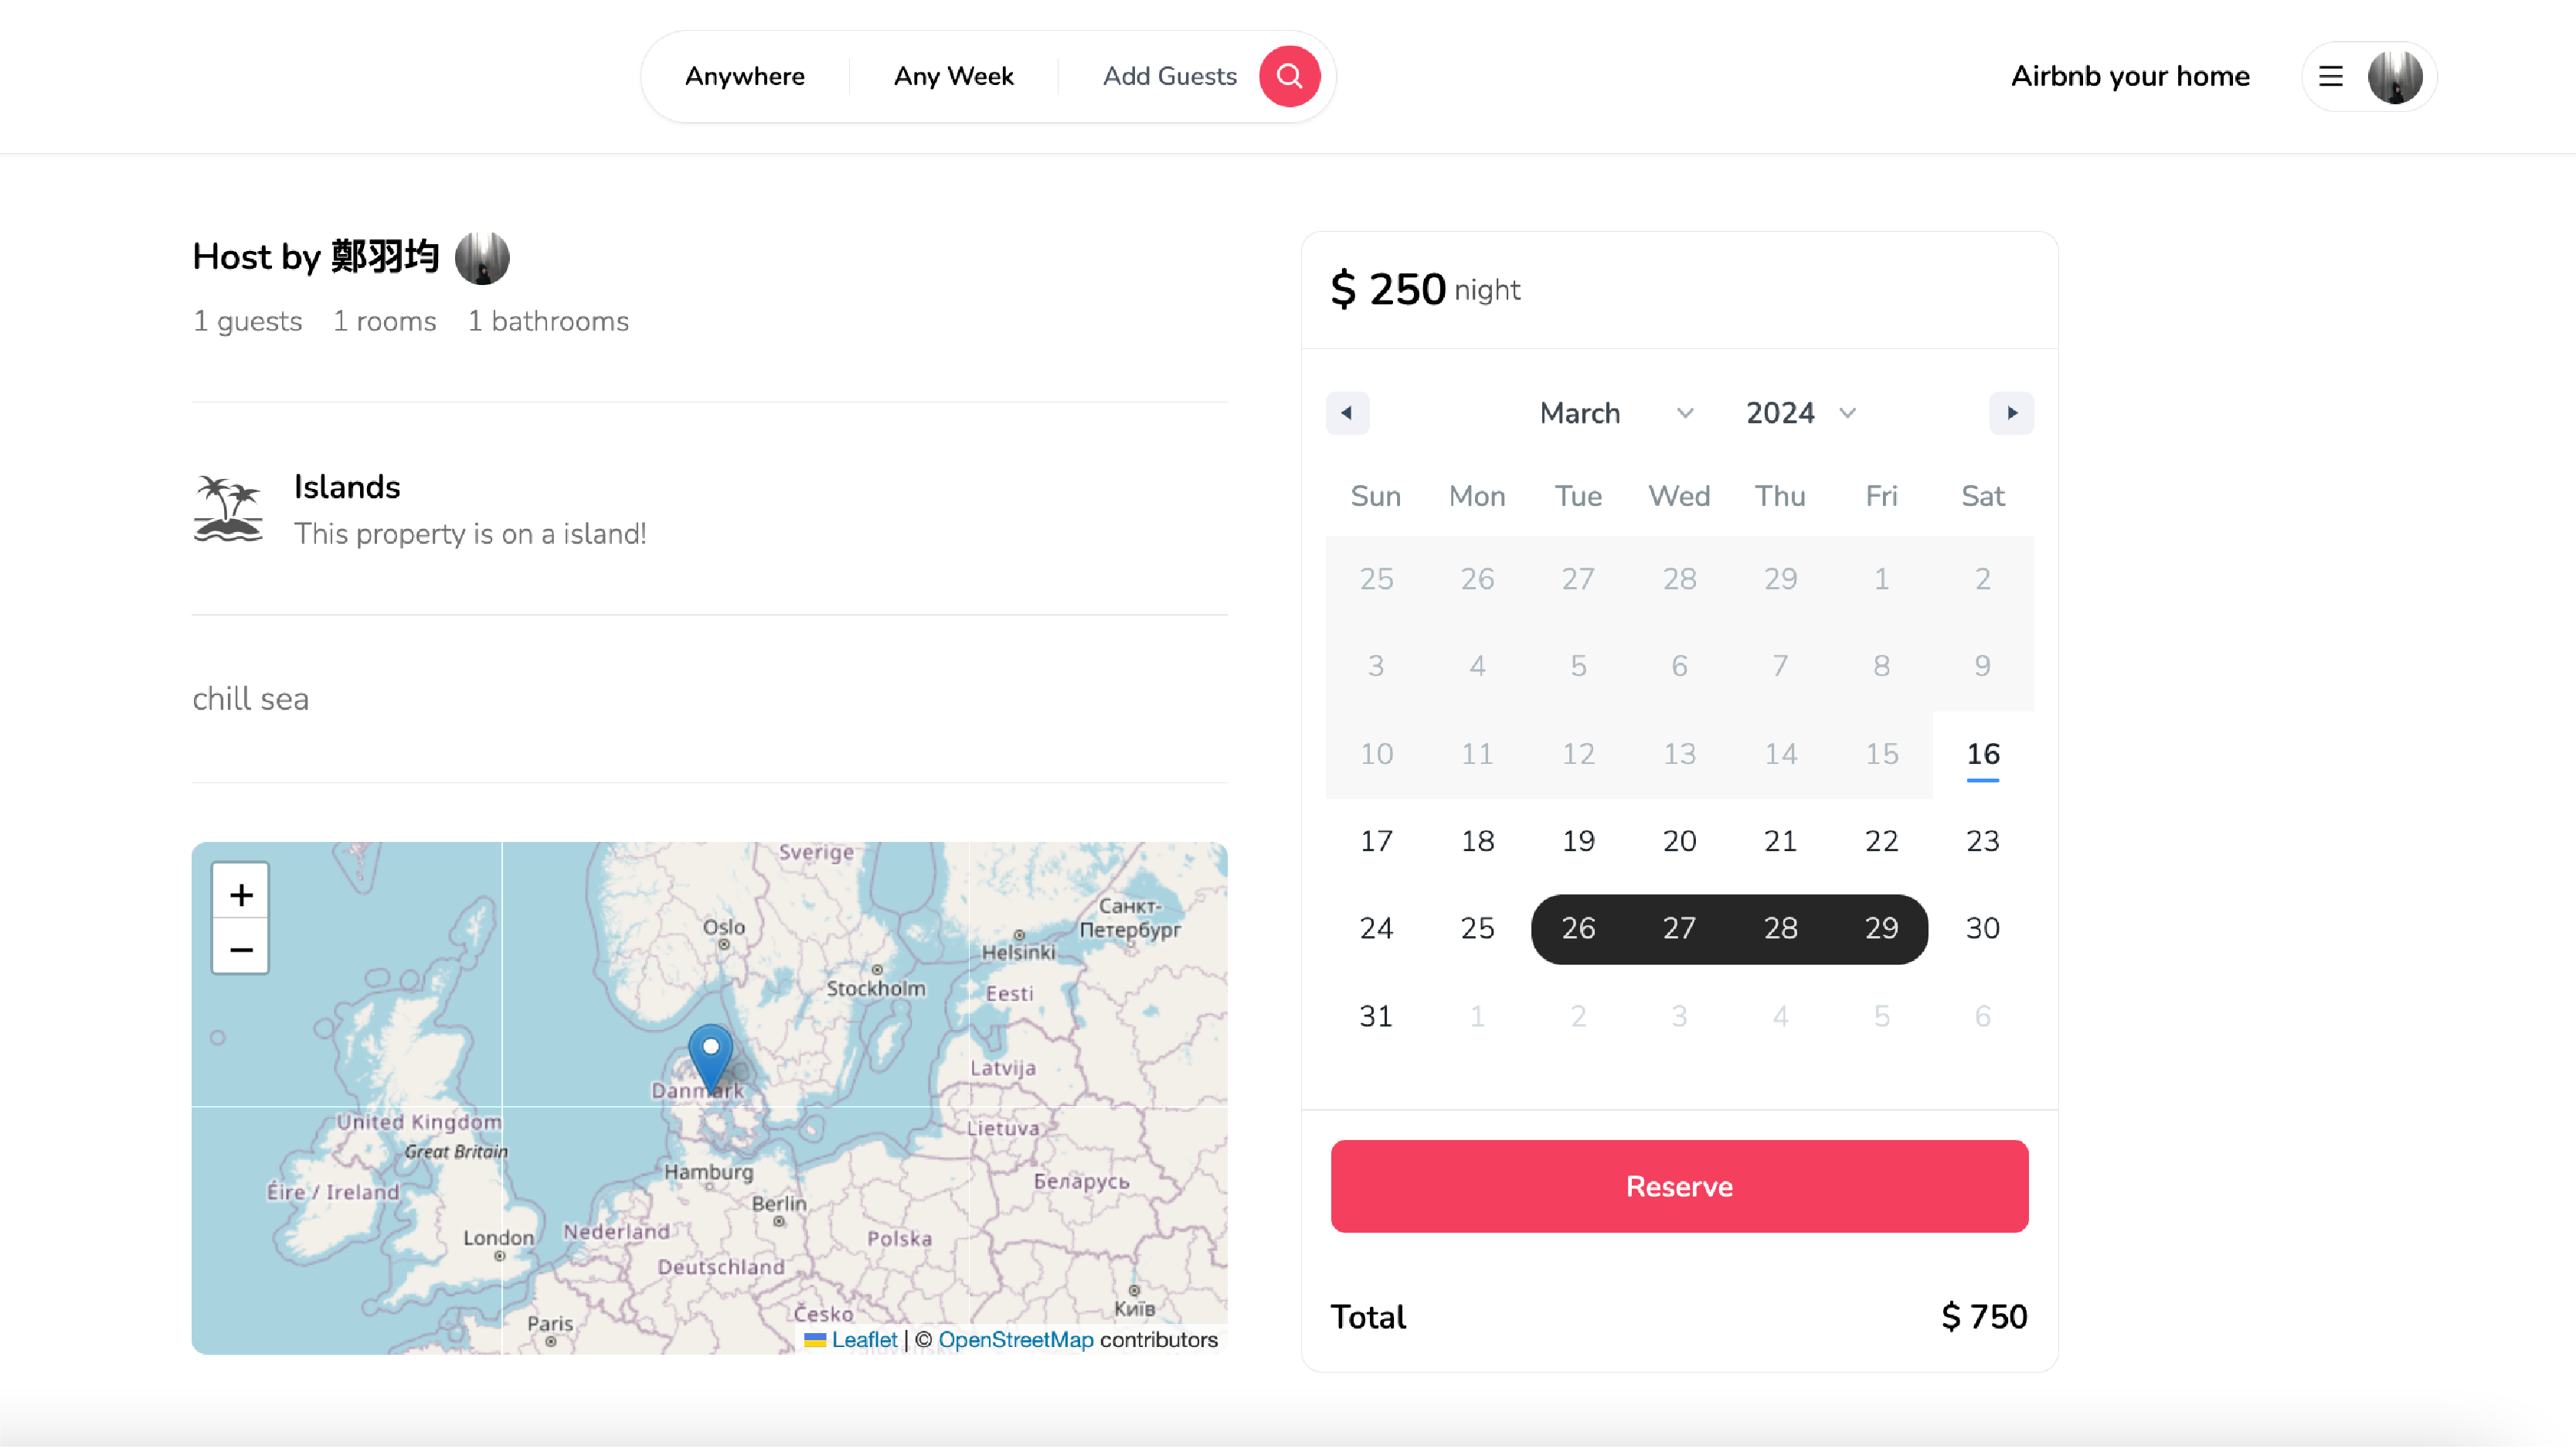 Anywhere Any Week Add Guests
Airbnb your home
Host by 鄭羽均
1 guests 1 rooms 1 bathrooms
Islands
This property is on a island!
chill sea
+
−
Sverige
Oslo
Санкт-
Петербург
Helsinki
Stockholm
Eesti
Latvija
Danmark
United Kingdom
Lietuva
Great Britain
Hamburg
Беларусь
Éire / Ireland
Berlin
London
Nederland
Polska
Deutschland
Česko
Київ
Paris
Leaflet | © OpenStreetMap contributors
$ 250 night
March 2024
Sun Mon Tue Wed Thu Fri Sat
25 26 27 28 29 1 2
3 4 5 6 7 8 9
10 11 12 13 14 15 16
17 18 19 20 21 22 23
24 25 26 27 28 29 30
31 1 2 3 4 5 6
Reserve
Total $ 750